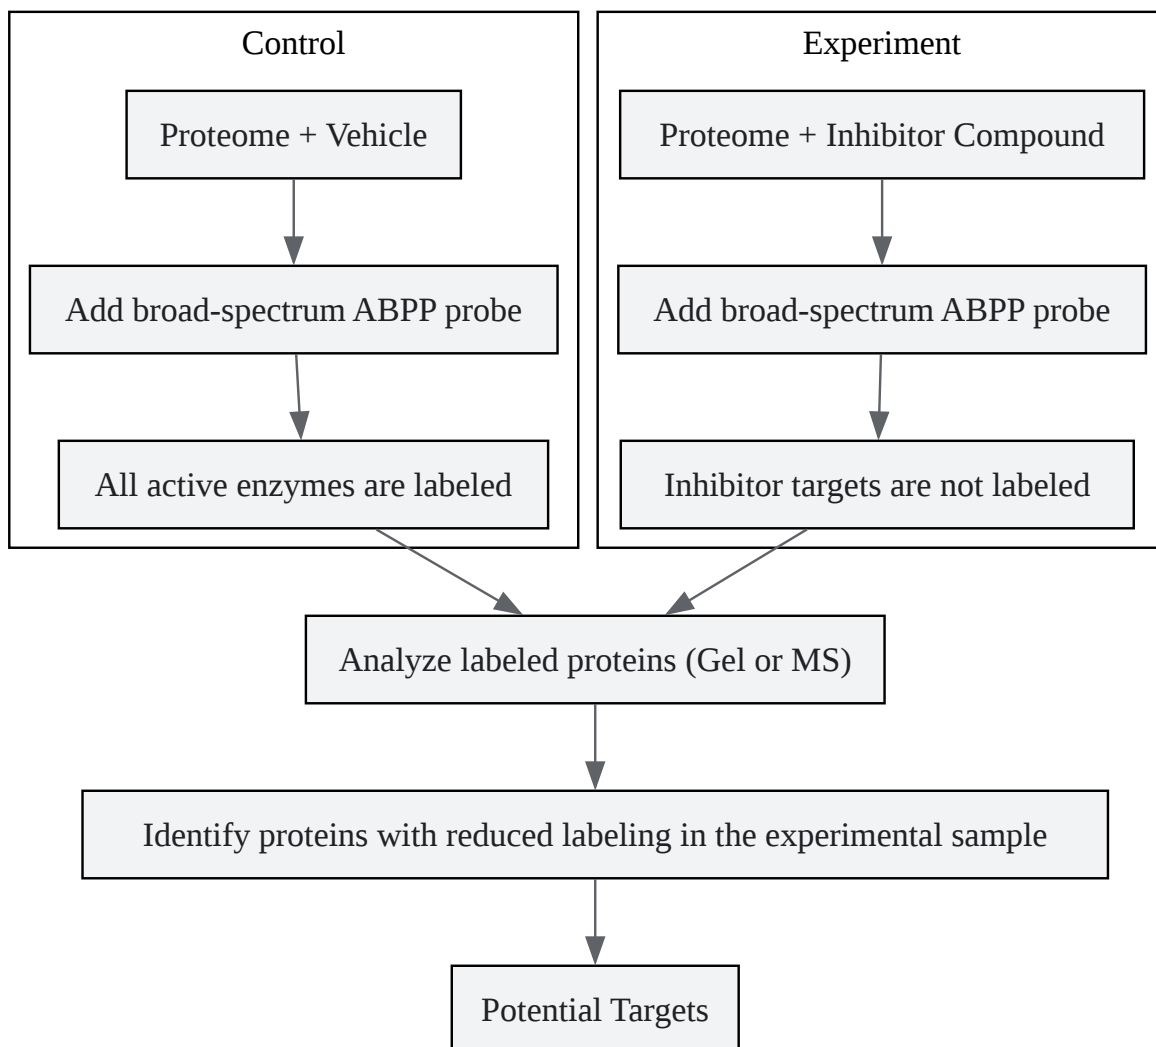 Control
Proteome + Vehicle
Add broad-spectrum ABPP probe
All active enzymes are labeled
Experiment
Proteome + Inhibitor Compound
Add broad-spectrum ABPP probe
Inhibitor targets are not labeled
Analyze labeled proteins (Gel or MS)
Identify proteins with reduced labeling in the experimental sample
Potential Targets